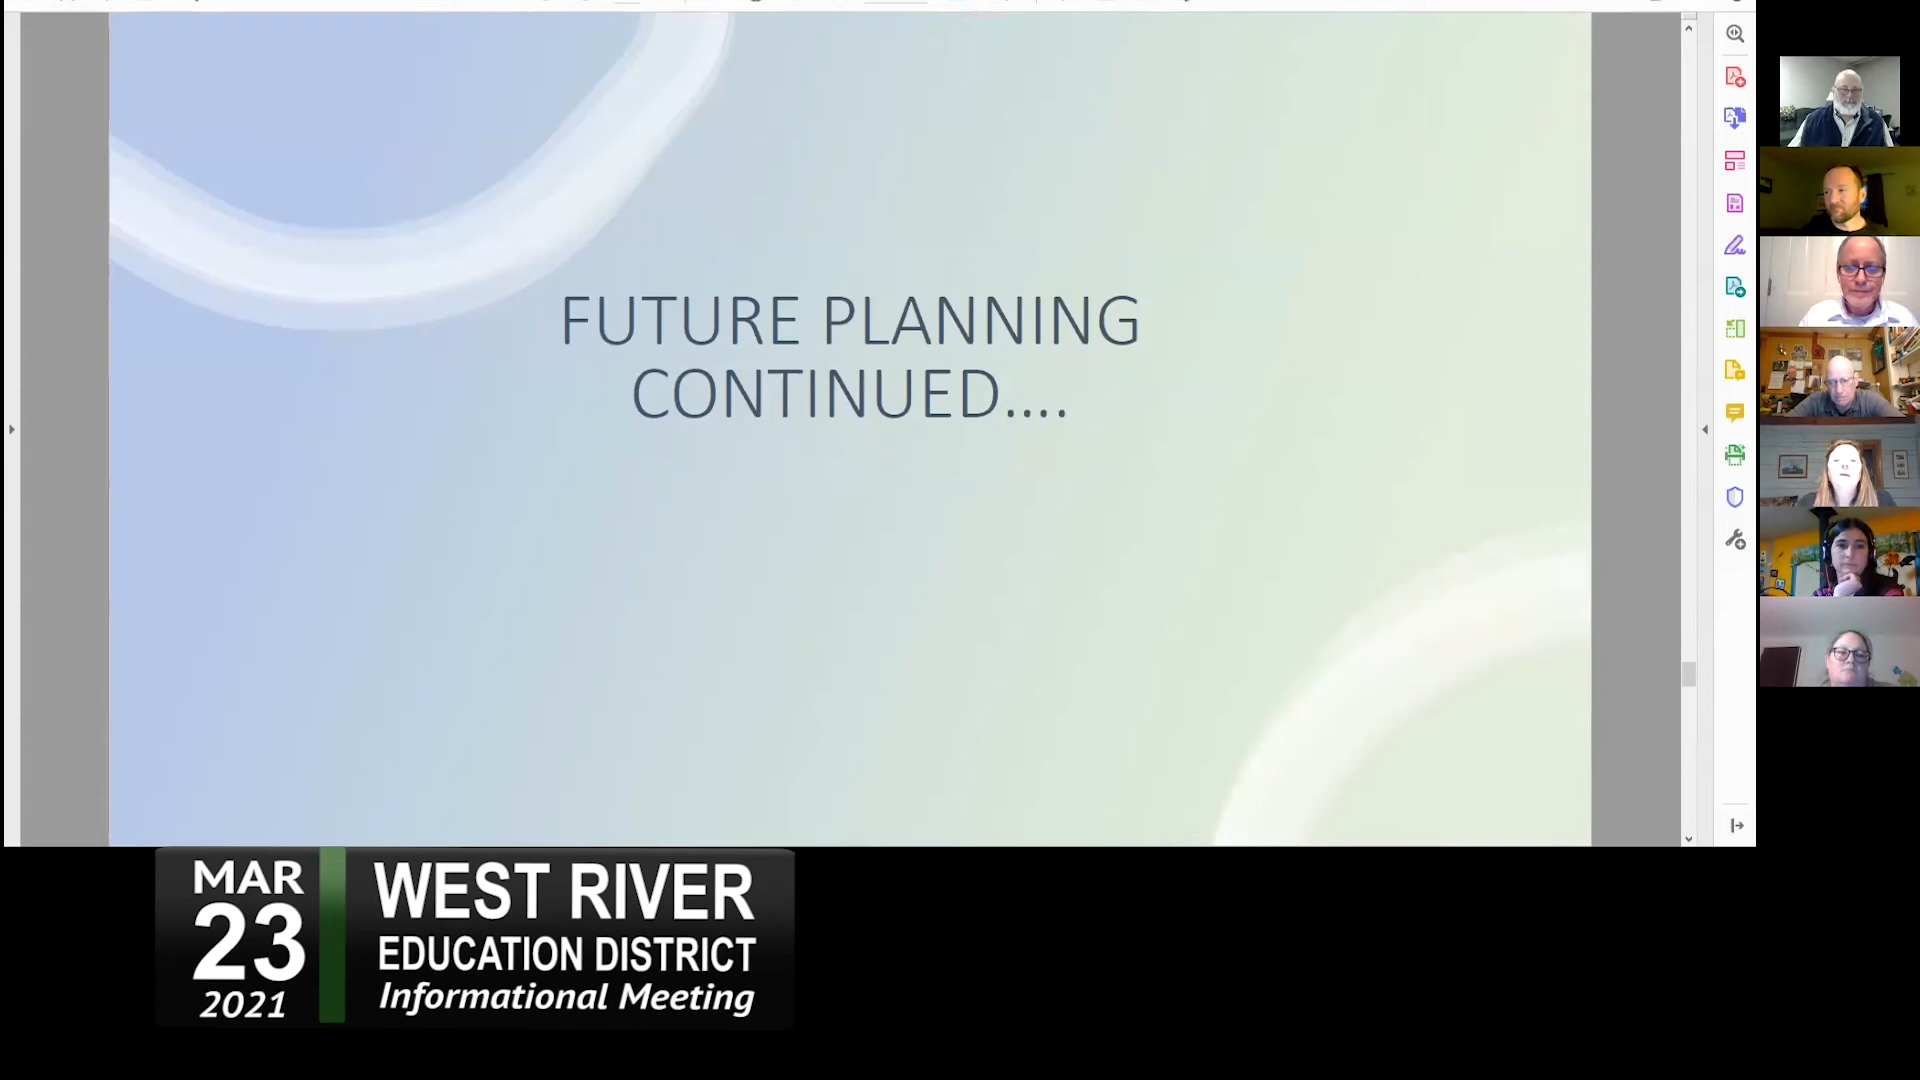 FUTURE PLANNING
CONTINUED....
MAR
23
2021
WEST RIVER
EDUCATION DISTRICT
Informational Meeting